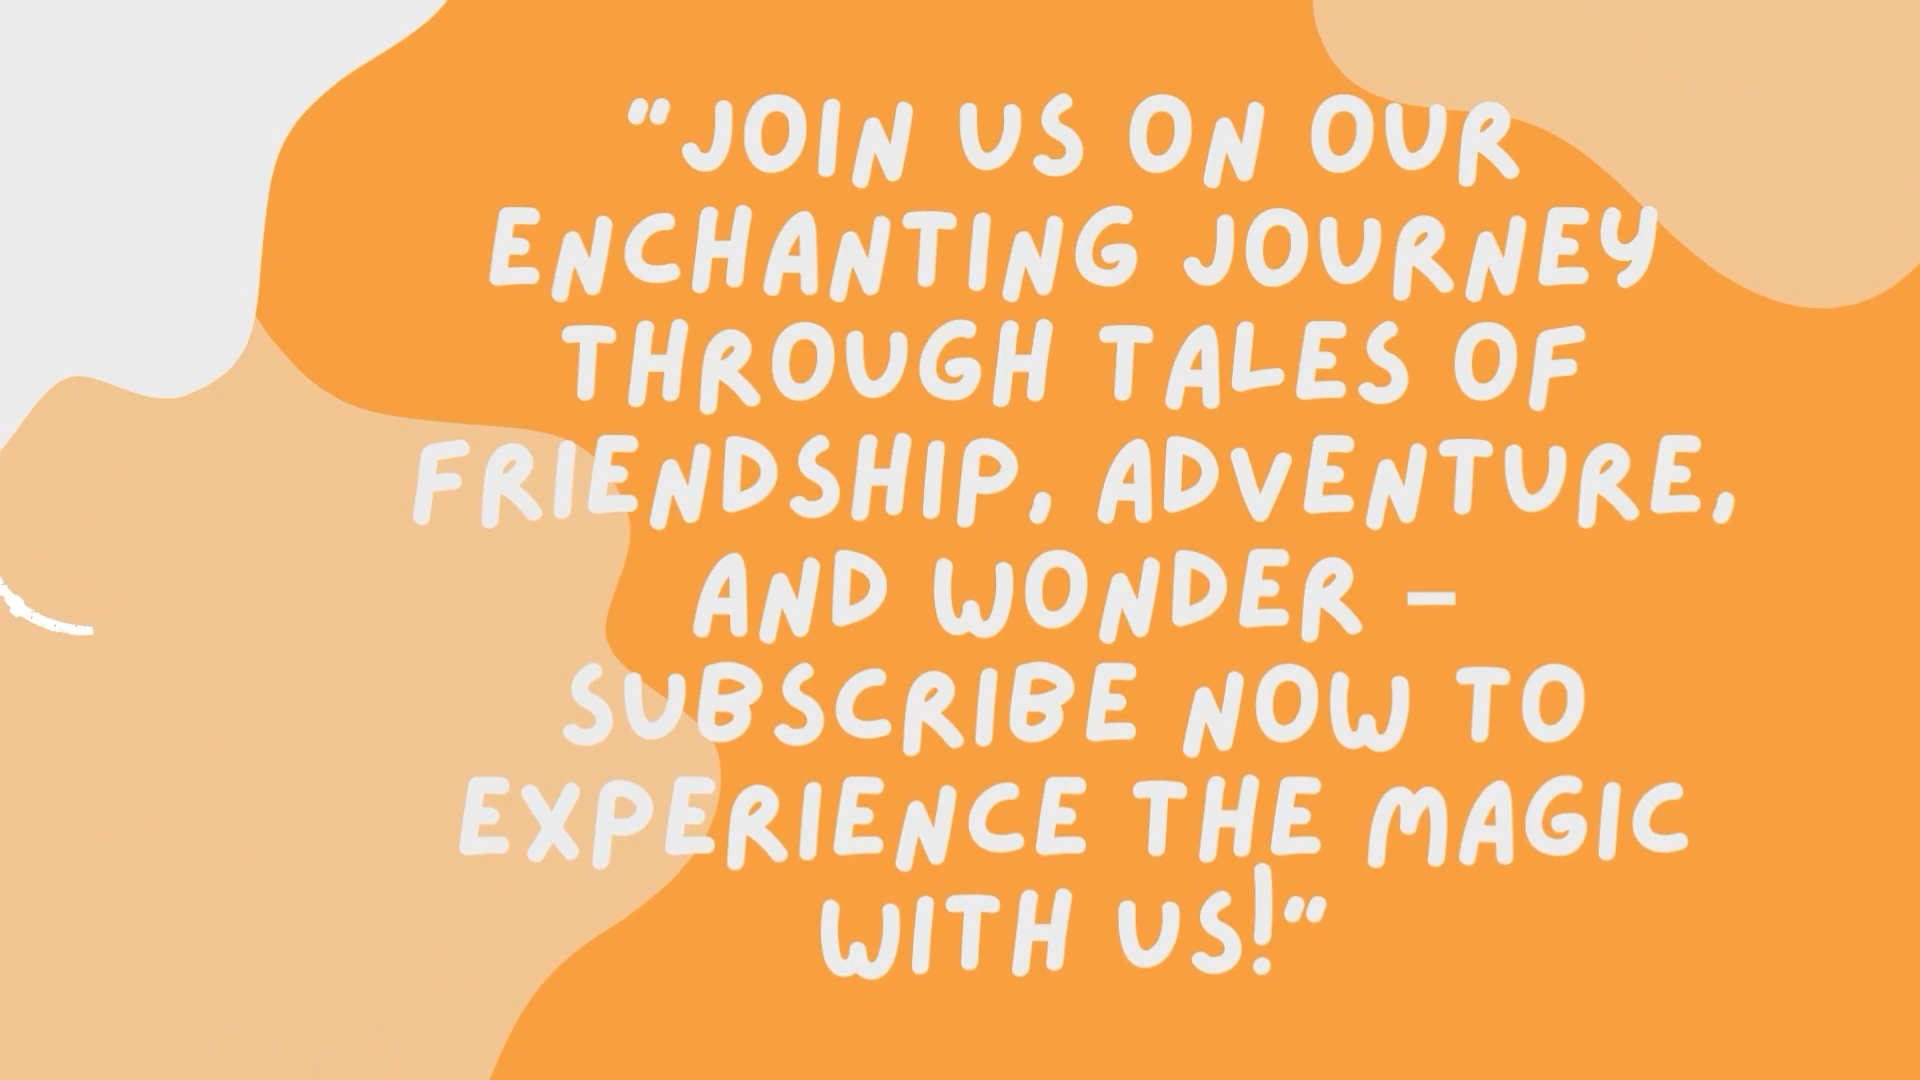 "JOIN US ON OUR
ENCHANTING JOURNEY
THROUGH TALES OF
FRIENDSHIP, ADVENTURE,
AND WONDER –
SUBSCRIBE NOW TO
EXPERIENCE THE MAGIC
WITH US!"